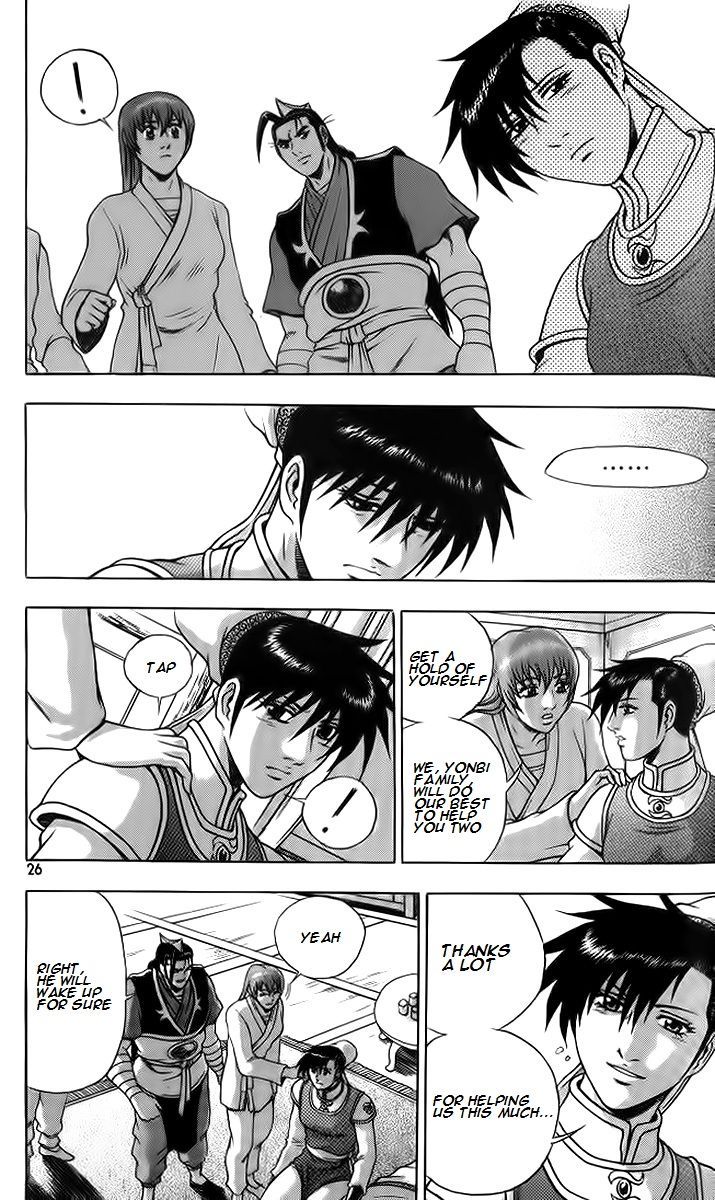 !
......
TAP
!
GET A
HOLD OF
YOURSELF
WE, YONBI
FAMILY,
WILL DO
OUR BEST
TO HELP
YOU TWO
26
YEAH
RIGHT,
HE WILL
WAKE UP
FOR SURE
THANKS
A LOT
FOR HELPING
US THIS MUCH...